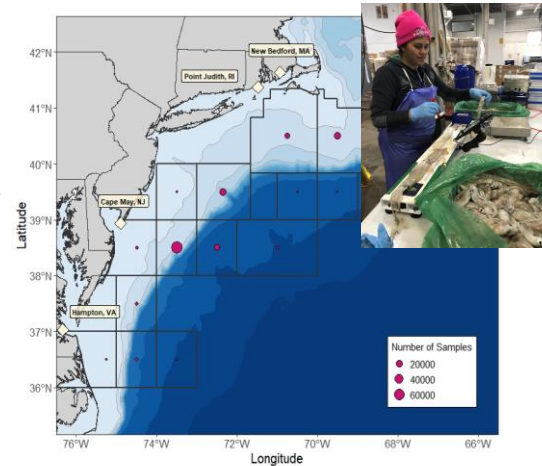 42°N
41°N
40°N
39°N
38°N
37°N
36°N
Latitude
New Bedford, MA
Point Judith, RI
Cape May, NJ
Hampton, VA
Number of Samples
20000
40000
60000
76°W
74°W
72°W
70°W
68°W
66°W
Longitude